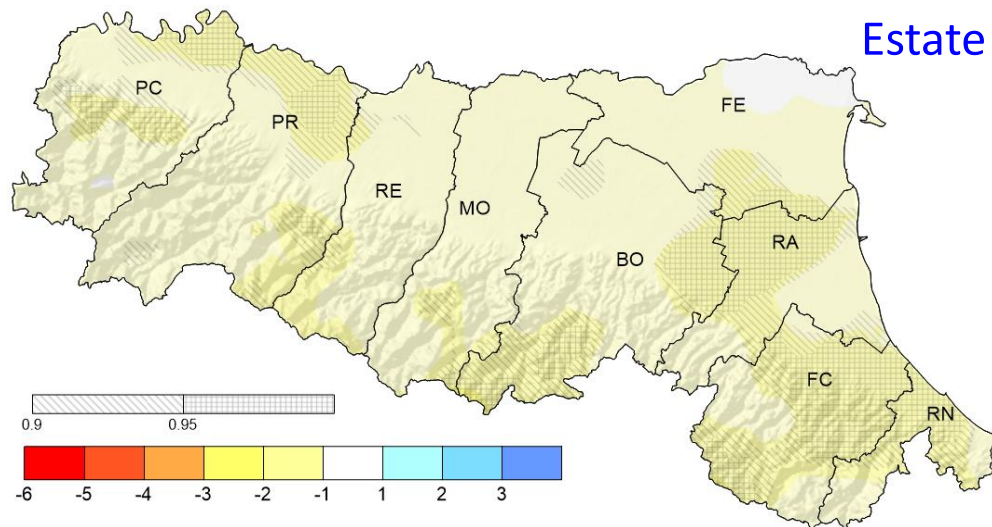 Estate
PC
PR
RE
MO
BO
FE
RA
FC
RN
0.9 0.95
-6 -5 -4 -3 -2 -1 1 2 3